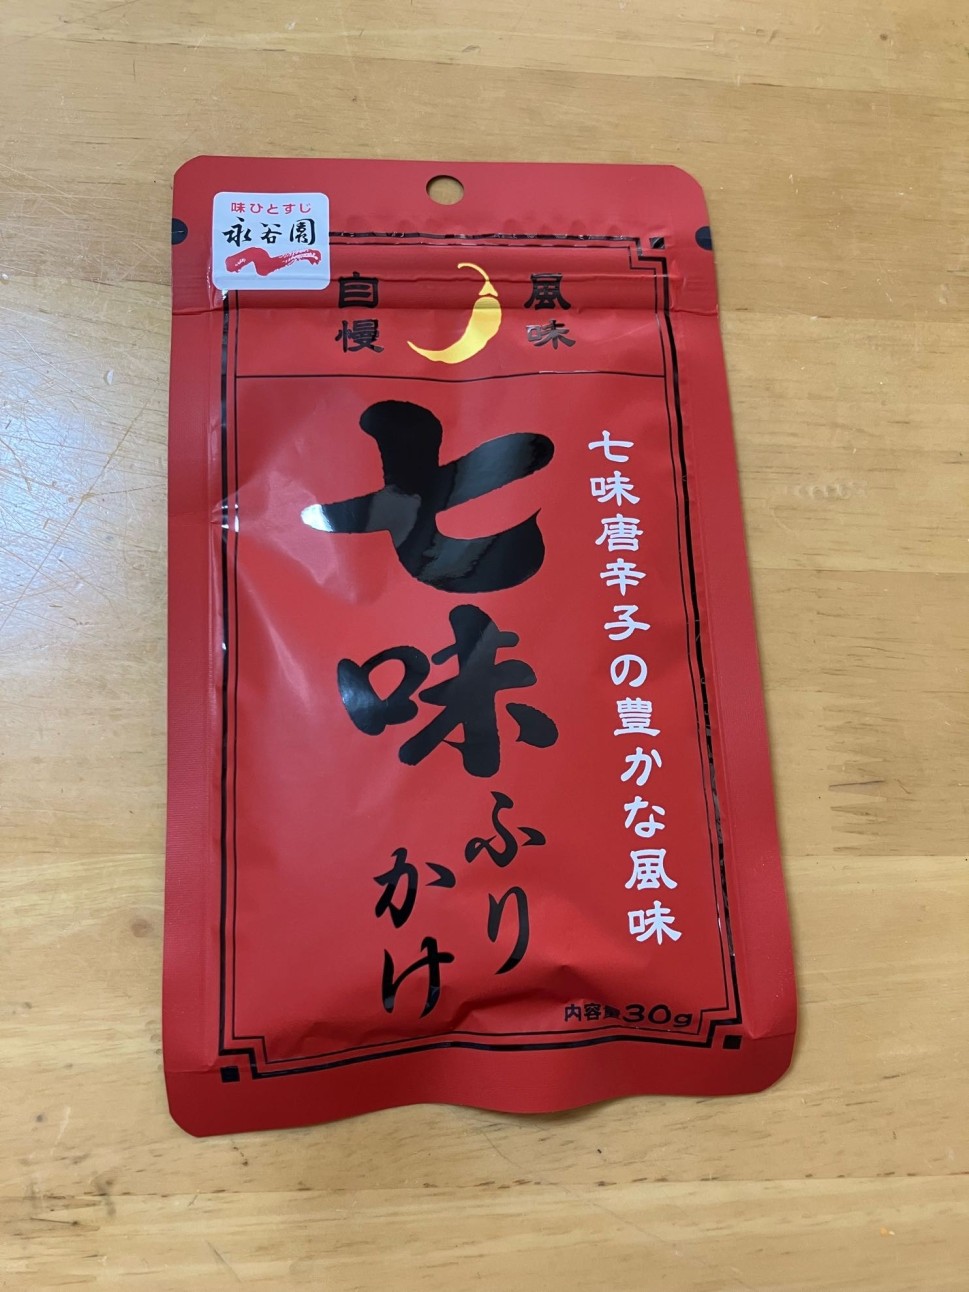 味ひとすじ
永谷園
風味
自慢
七味唐辛子の豊かな風味
七味
ふり
かけ
内容量30g